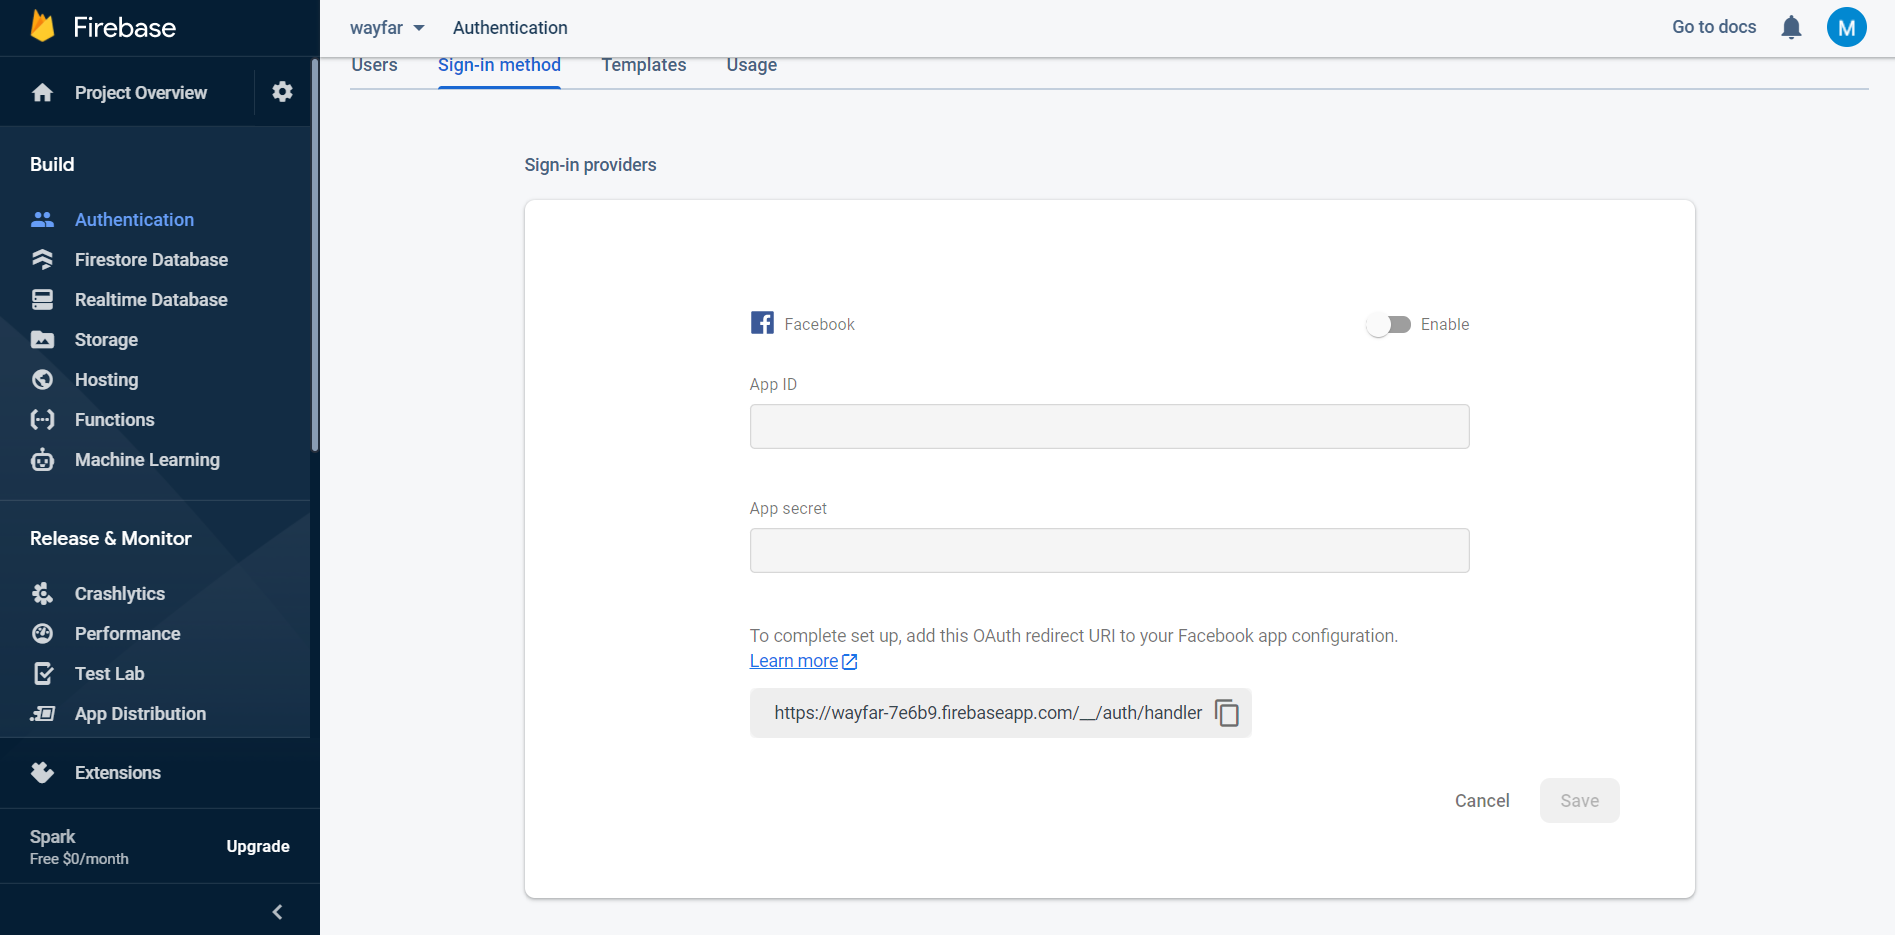 Firebase
wayfar
Authentication
Go to docs
M
Project Overview
Users
Sign-in method
Templates
Usage
Build
Authentication
Firestore Database
Realtime Database
Storage
Hosting
Functions
Machine Learning
Release & Monitor
Crashlytics
Performance
Test Lab
App Distribution
Extensions
Spark
Free $0/month
Upgrade
Sign-in providers
Facebook
Enable
App ID
App secret
To complete set up, add this OAuth redirect URI to your Facebook app configuration.
Learn more
https://wayfar-7e6b9.firebaseapp.com/__/auth/handler
Cancel
Save